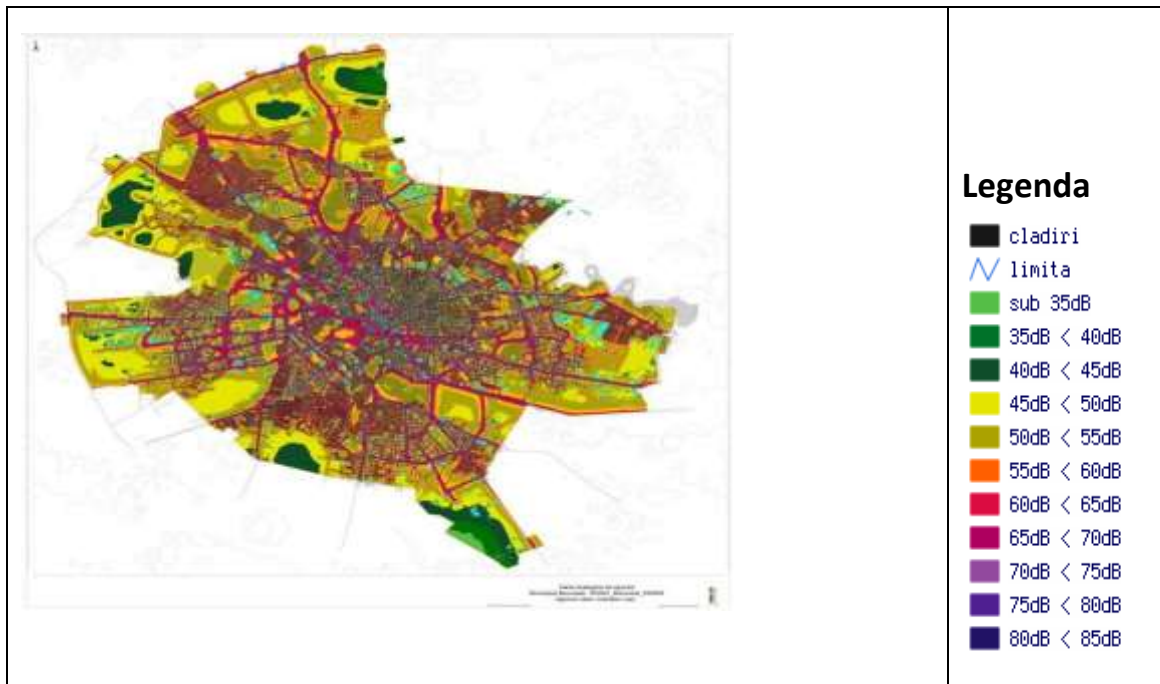 Legenda
cladiri
limita
sub 35dB
35dB < 40dB
40dB < 45dB
45dB < 50dB
50dB < 55dB
55dB < 60dB
60dB < 65dB
65dB < 70dB
70dB < 75dB
75dB < 80dB
80dB < 85dB